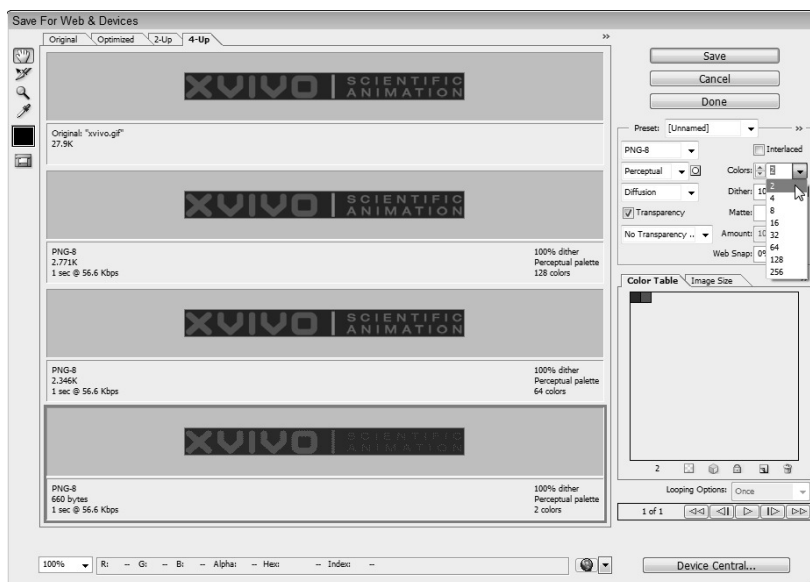 Save For Web & Devices
Original Optimized 2-Up 4-Up
XVIVO SCIENTIFIC ANIMATION
Original: "xvivo.gif"
27.9K
XVIVO SCIENTIFIC ANIMATION
PNG-8 100% dither
2.771K Perceptual palette
1 sec @ 56.6 Kbps 128 colors
XVIVO SCIENTIFIC ANIMATION
PNG-8 100% dither
2.346K Perceptual palette
1 sec @ 56.6 Kbps 64 colors
XVIVO SCIENTIFIC ANIMATION
PNG-8 100% dither
660 bytes Perceptual palette
1 sec @ 56.6 Kbps 2 colors
100% R: -- G: -- B: -- Alpha: -- Hex: -- Index: --
Save
Cancel
Done
Preset: [Unnamed]
PNG-8 Interlaced
Perceptual Colors: 2
Diffusion Dither: 10
Transparency Matte:
No Transparency .. Amount: 10
Web Snap: 0%
2
4
8
16
32
64
128
256
Color Table Image Size
2
Looping Options: Once
1 of 1
Device Central...